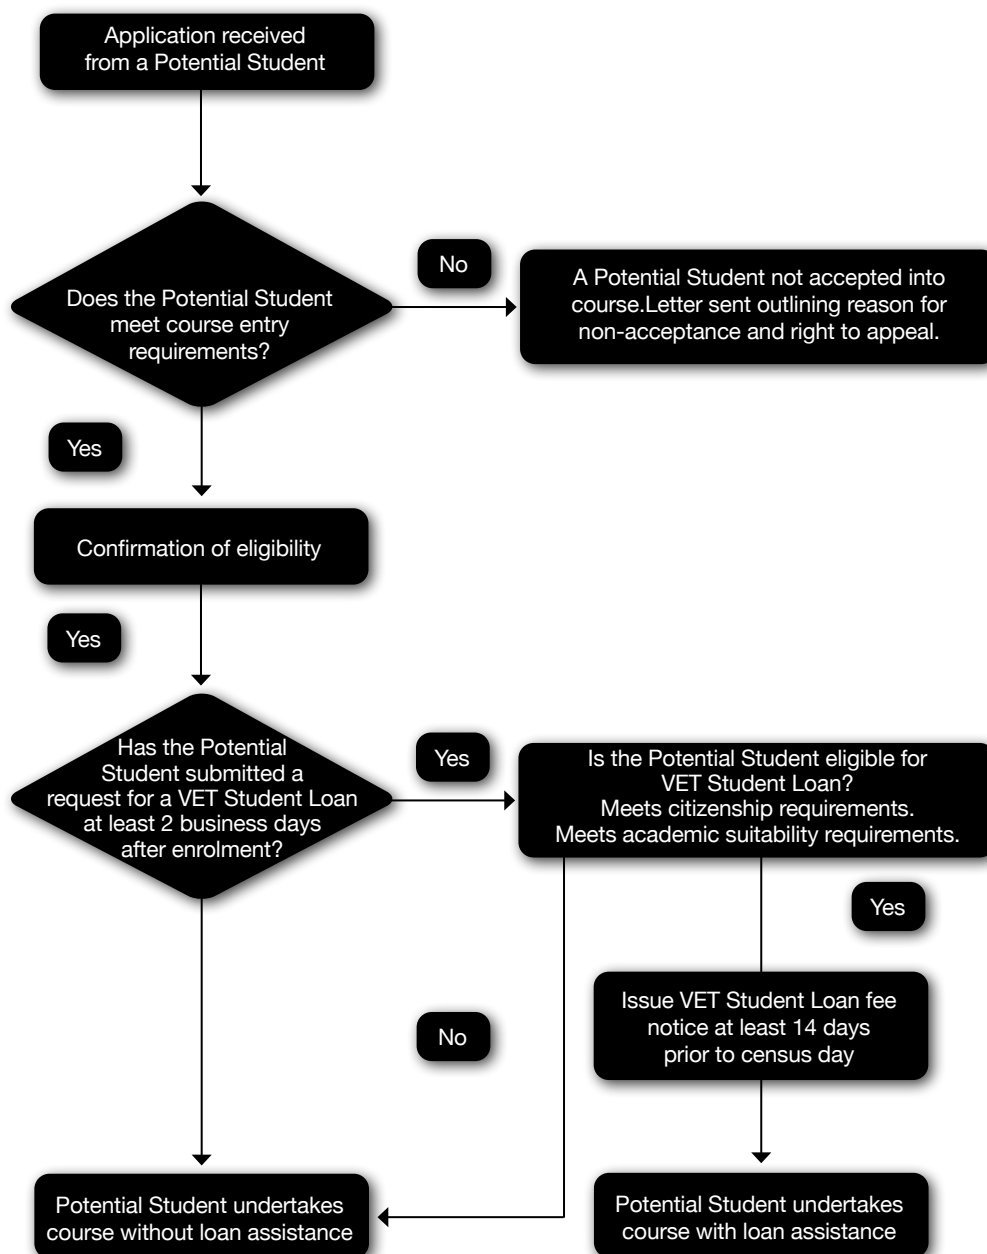 Application received
from a Potential Student
Does the Potential Student
meet course entry
requirements?
No
A Potential Student not accepted into
course.Letter sent outlining reason for
non-acceptance and right to appeal.
Yes
Confirmation of eligibility
Yes
Has the Potential
Student submitted a
request for a VET Student Loan
at least 2 business days
after enrolment?
Yes
Is the Potential Student eligible for
VET Student Loan?
Meets citizenship requirements.
Meets academic suitability requirements.
Yes
No
Issue VET Student Loan fee
notice at least 14 days
prior to census day
Potential Student undertakes
course without loan assistance
Potential Student undertakes
course with loan assistance